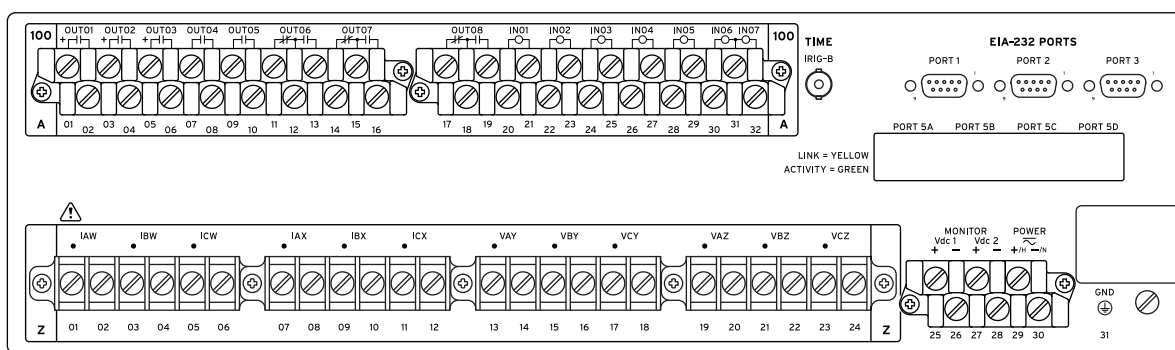 100 OUT01 OUT02 OUT03 OUT04 OUT05 OUT06 OUT07 OUT08 IN01 IN02 IN03 IN04 IN05 IN06 IN07 100
+ + +
A 01 02 03 04 05 06 07 08 09 10 11 12 13 14 15 16 17 18 19 20 21 22 23 24 25 26 27 28 29 30 31 32 A
TIME
IRIG-B
EIA-232 PORTS
PORT 1 PORT 2 PORT 3
1 1 1
9 9 9
PORT 5A PORT 5B PORT 5C PORT 5D
LINK = YELLOW
ACTIVITY = GREEN
!
IAW IBW ICW IAX IBX ICX VAY VBY VCY VAZ VBZ VCZ
Z 01 02 03 04 05 06 07 08 09 10 11 12 13 14 15 16 17 18 19 20 21 22 23 24 Z
MONITOR POWER
Vdc 1 Vdc 2
+ − + − +/H −/N
25 26 27 28 29 30
GND
31